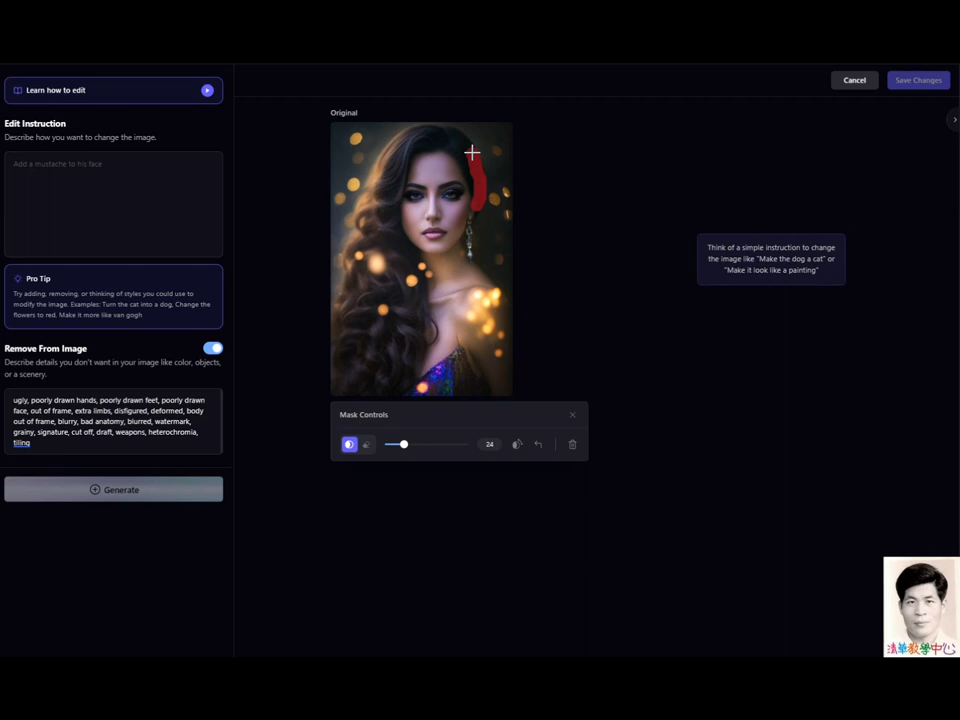 Learn how to edit
Cancel
Save Changes
Edit Instruction
Describe how you want to change the image.
Add a mustache to his face
Original
Think of a simple instruction to change
the image like "Make the dog a cat" or
"Make it look like a painting"
Pro Tip
Try adding, removing, or thinking of styles you could use to
modify the image. Examples: Turn the cat into a dog, Change the
flowers to red, Make it more like van gogh
Remove From Image
Describe details you don't want in your image like color, objects,
or a scenery.
ugly, poorly drawn hands, poorly drawn feet, poorly drawn
face, out of frame, extra limbs, disfigured, deformed, body
out of frame, blurry, bad anatomy, blurred, watermark,
grainy, signature, cut off, draft, weapons, heterochromia,
tiling
Mask Controls
24
Generate
清華教學中心